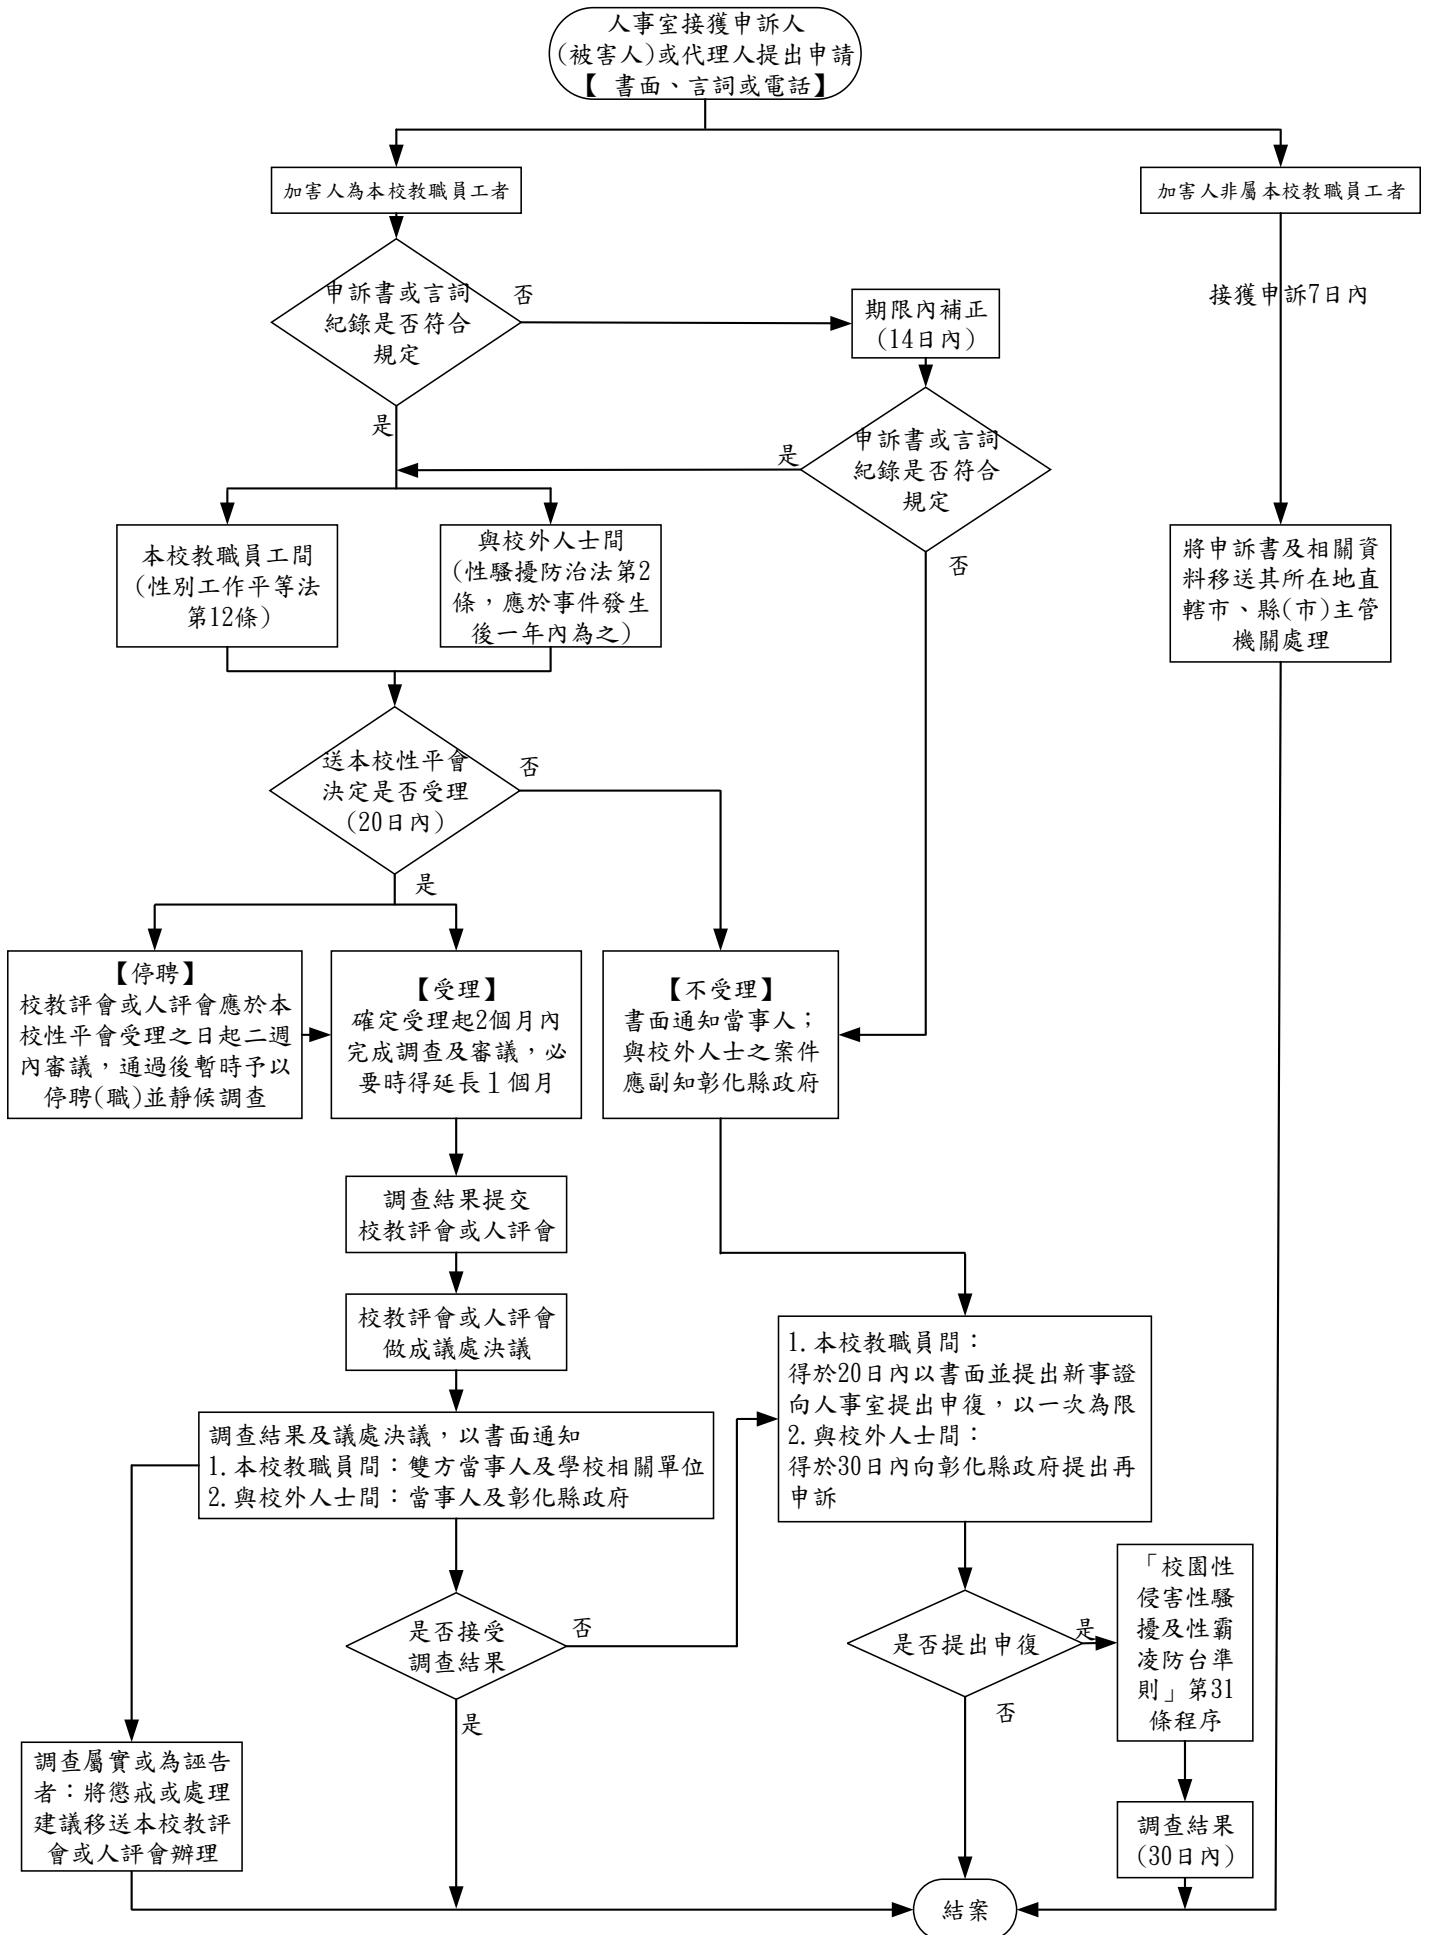 人事室接獲申訴人
(被害人)或代理人提出申請
【 書面、言詞或電話】
加害人為本校教職員工者
加害人非屬本校教職員工者
申訴書或言詞
紀錄是否符合
規定
否
期限內補正
(14日內)
接獲申訴7日內
是
申訴書或言詞
紀錄是否符合
規定
是
否
本校教職員工間
(性別工作平等法
第12條)
與校外人士間
(性騷擾防治法第2
條，應於事件發生
後一年內為之)
將申訴書及相關資
料移送其所在地直
轄市、縣(市)主管
機關處理
送本校性平會
決定是否受理
(20日內)
否
是
【停聘】
校教評會或人評會應於本
校性平會受理之日起二週
內審議，通過後暫時予以
停聘(職)並靜候調查
【受理】
確定受理起2個月內
完成調查及審議，必
要時得延長１個月
【不受理】
書面通知當事人；
與校外人士之案件
應副知彰化縣政府
調查結果提交
校教評會或人評會
校教評會或人評會
做成議處決議
1.本校教職員間：
得於20日內以書面並提出新事證
向人事室提出申復，以一次為限
2.與校外人士間：
得於30日內向彰化縣政府提出再
申訴
調查結果及議處決議，以書面通知
1.本校教職員間：雙方當事人及學校相關單位
2.與校外人士間：當事人及彰化縣政府
是否接受
調查結果
否
是
是否提出申復
是
否
「校園性
侵害性騷
擾及性霸
凌防台準
則」第31
條程序
調查屬實或為誣告
者：將懲戒或處理
建議移送本校教評
會或人評會辦理
調查結果
(30日內)
結案